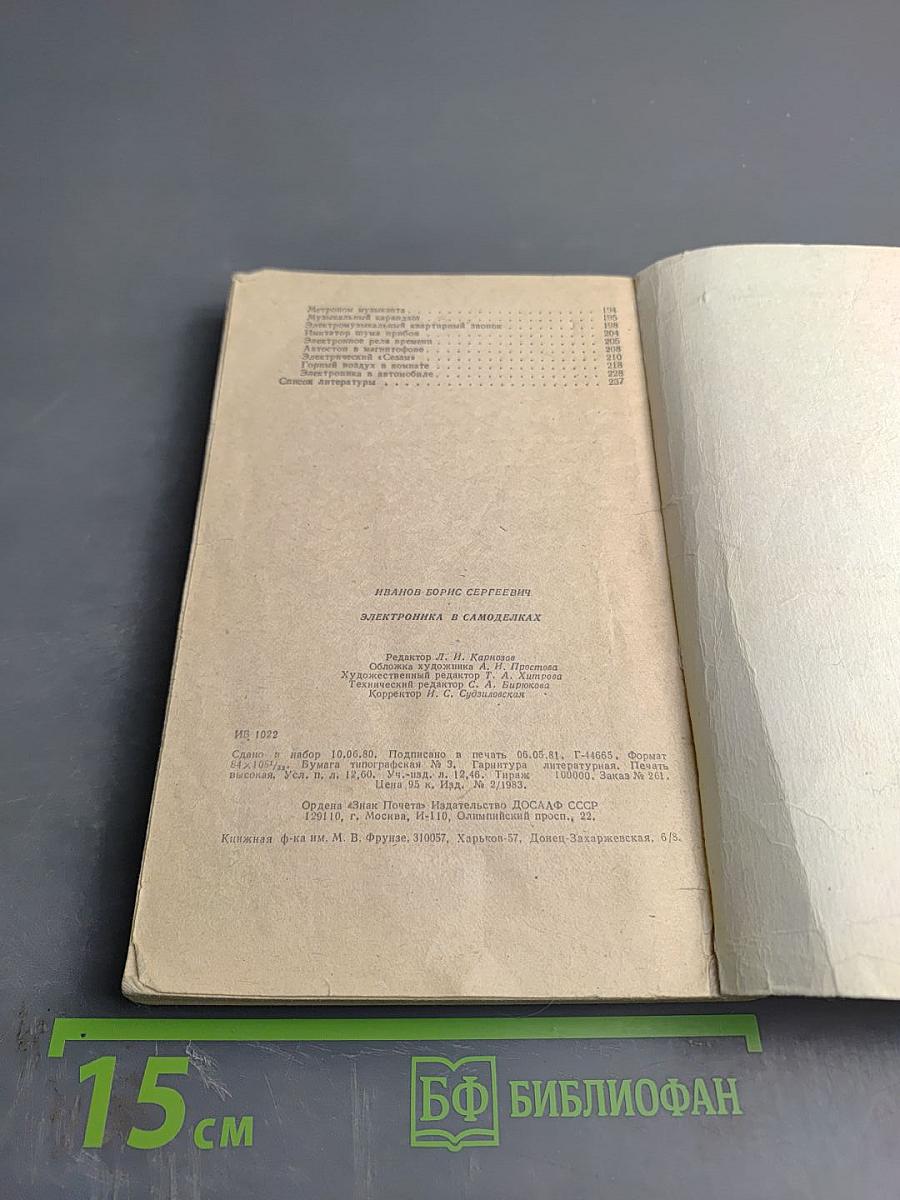 Метроном музыканта . . . . . . . . . . . . . . 194
Музыкальный карандаш . . . . . . . . . . . . . . 195
Электромузыкальный квартирный звонок . . . . . . . . . 198
Имитатор шума прибоя . . . . . . . . . . . . . . 204
Электронное реле времени . . . . . . . . . . . . . . 205
Автостоп в магнитофоне . . . . . . . . . . . . . . 208
Электрический «Сезам» . . . . . . . . . . . . . . 210
Горный воздух в комнате . . . . . . . . . . . . . . 218
Электроника в автомобиле . . . . . . . . . . . . . . 228
Список литературы . . . . . . . . . . . . . . . . 237
ИВАНОВ БОРИС СЕРГЕЕВИЧ
ЭЛЕКТРОНИКА В САМОДЕЛКАХ
Редактор Л. И. Карнозов
Обложка художника А. И. Простова
Художественный редактор Т. А. Хитрова
Технический редактор С. А. Бирюкова
Корректор И. С. Судзиловская
ИБ 1022
Сдано в набор 10.06.80. Подписано в печать 06.05.81. Г-44665. Формат
84×108¹/₃₂. Бумага типографская № 3. Гарнитура литературная. Печать
высокая. Усл. п. л. 12,60. Уч.-изд. л. 12,46. Тираж 100000. Заказ № 261.
Цена 95 к. Изд. № 2/1983.
Ордена «Знак Почета» Издательство ДОСААФ СССР
129110, г. Москва, И-110, Олимпийский просп., 22.
Книжная ф-ка им. М. В. Фрунзе, 310057, Харьков-57, Донец-Захаржевская, 6/8.
15 см
БФ БИБЛИОФАН